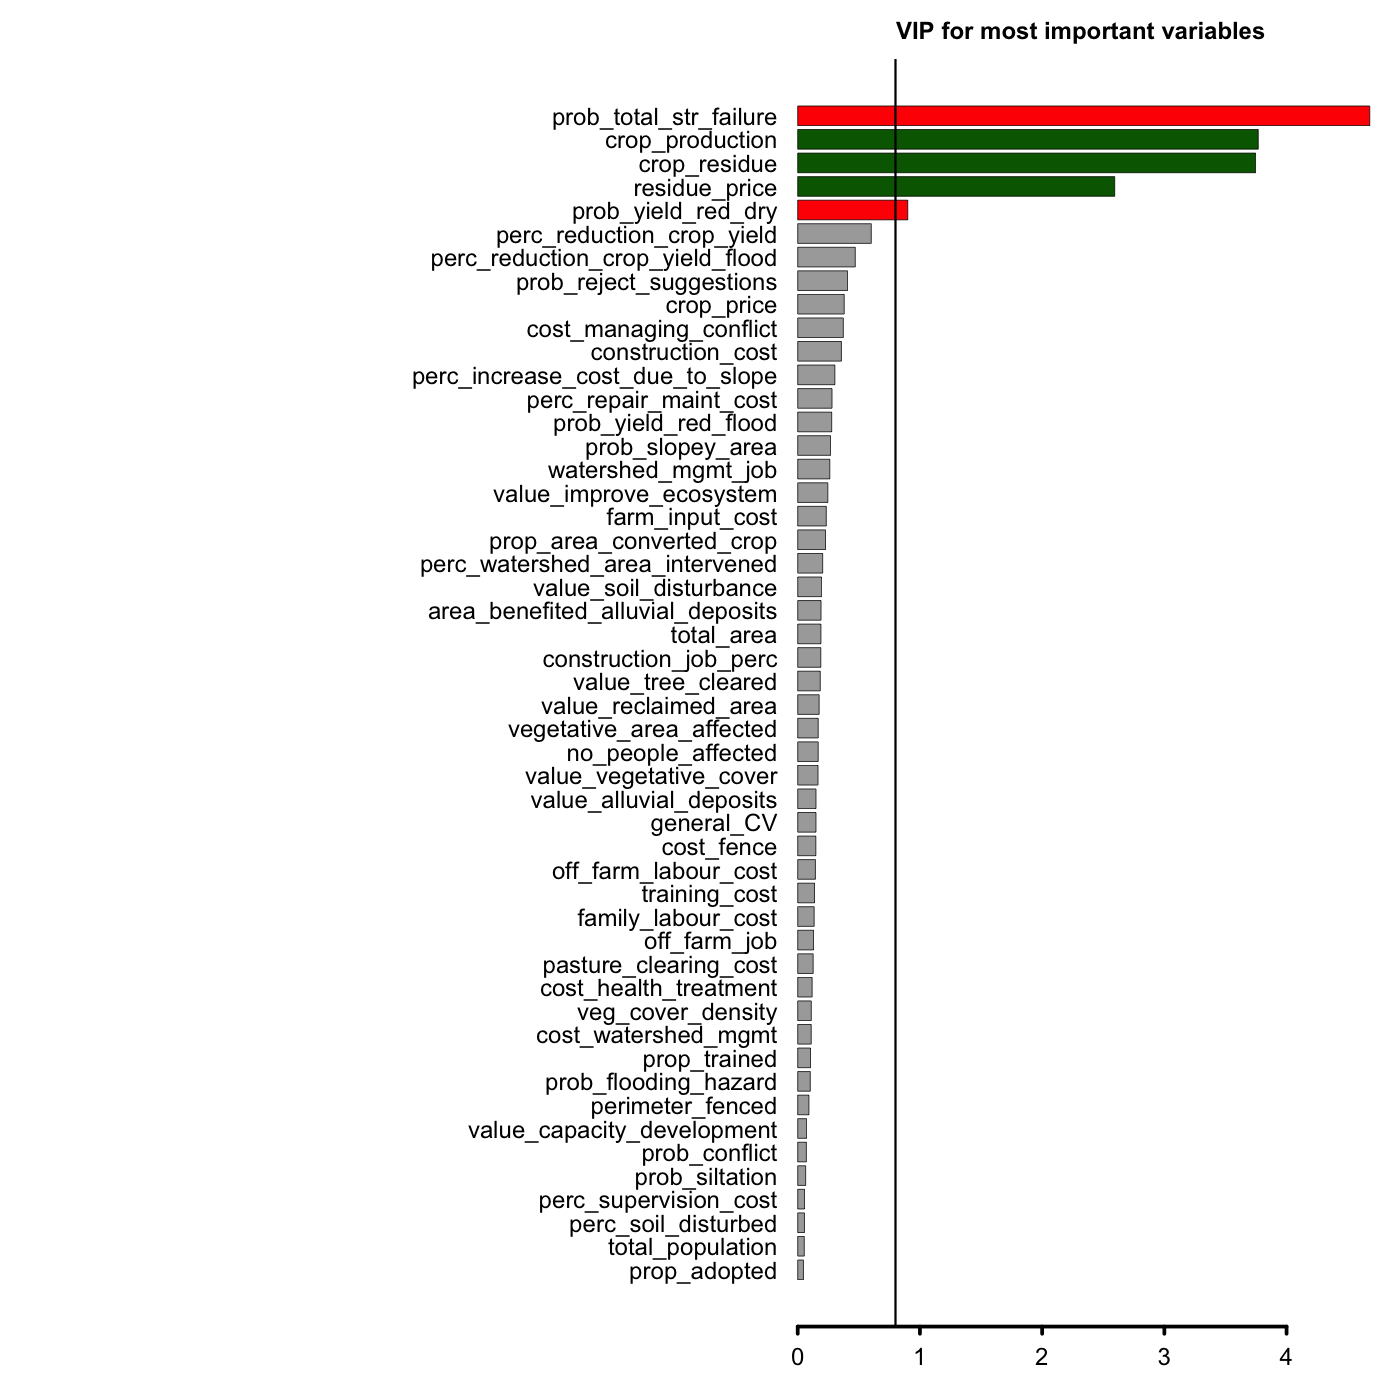 VIP for most important variables
prob_total_str_failure
crop_production
crop_residue
residue_price
prob_yield_red_dry
perc_reduction_crop_yield
perc_reduction_crop_yield_flood
prob_reject_suggestions
crop_price
cost_managing_conflict
construction_cost
perc_increase_cost_due_to_slope
perc_repair_maint_cost
prob_yield_red_flood
prob_slopey_area
watershed_mgmt_job
value_improve_ecosystem
farm_input_cost
prop_area_converted_crop
perc_watershed_area_intervened
value_soil_disturbance
area_benefited_alluvial_deposits
total_area
construction_job_perc
value_tree_cleared
value_reclaimed_area
vegetative_area_affected
no_people_affected
value_vegetative_cover
value_alluvial_deposits
general_CV
cost_fence
off_farm_labour_cost
training_cost
family_labour_cost
off_farm_job
pasture_clearing_cost
cost_health_treatment
veg_cover_density
cost_watershed_mgmt
prop_trained
prob_flooding_hazard
perimeter_fenced
value_capacity_development
prob_conflict
prob_siltation
perc_supervision_cost
perc_soil_disturbed
total_population
prop_adopted
0 1 2 3 4